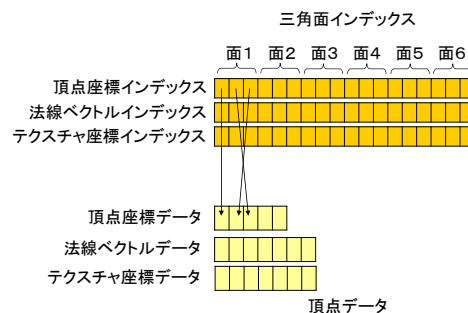 三角面インデックス
面1 面2 面3 面4 面5 面6
頂点座標インデックス
法線ベクトルインデックス
テクスチャ座標インデックス
頂点座標データ
法線ベクトルデータ
テクスチャ座標データ
頂点データ